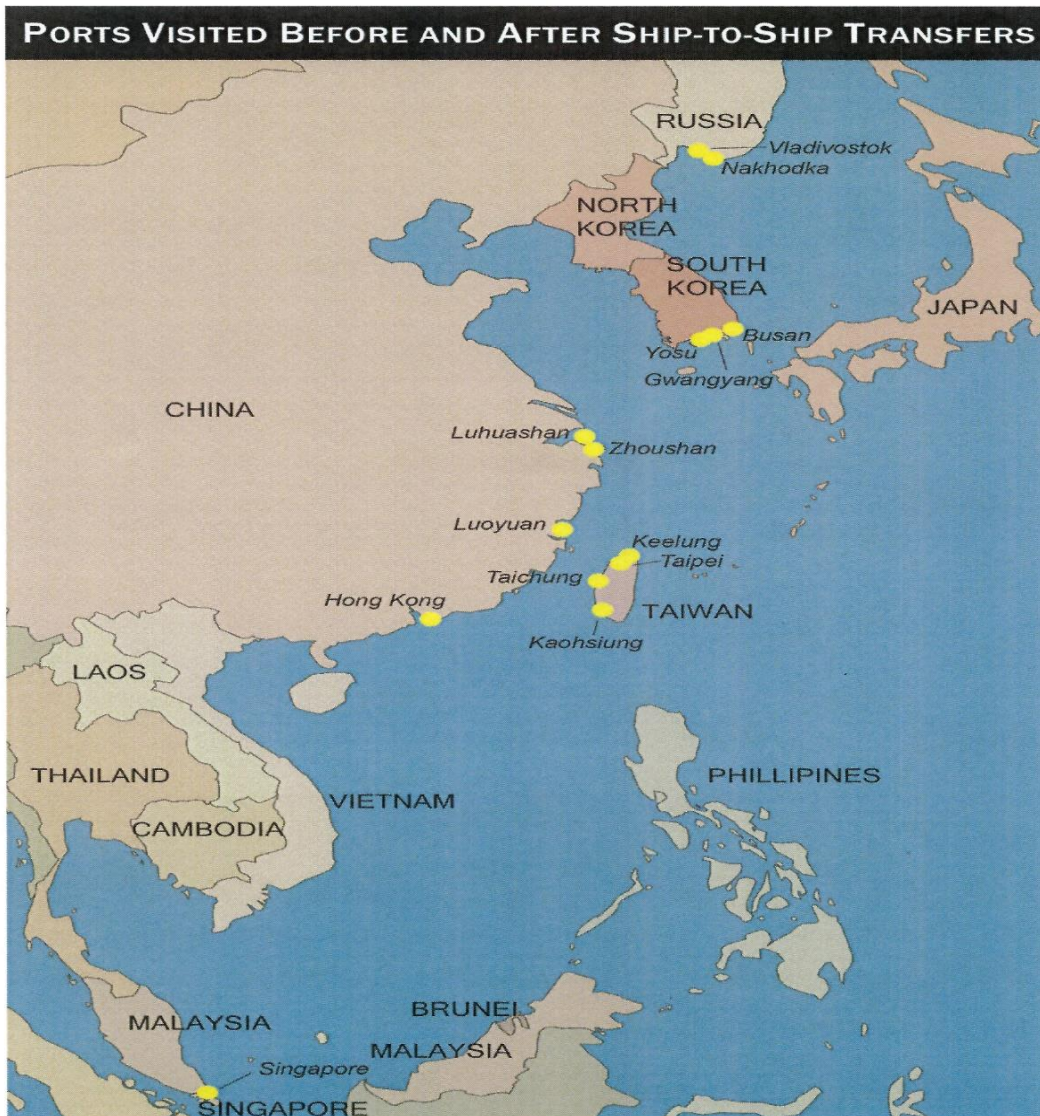 PORTS VISITED BEFORE AND AFTER SHIP-TO-SHIP TRANSFERS
RUSSIA
Vladivostok
Nakhodka
NORTH
KOREA
SOUTH
KOREA
JAPAN
Busan
Yosu
Gwangyang
CHINA
Luhuashan
Zhoushan
Luoyuan
Keelung
Taipei
Taichung
Hong Kong
TAIWAN
Kaohsiung
LAOS
THAILAND
PHILLIPINES
VIETNAM
CAMBODIA
BRUNEI
MALAYSIA
MALAYSIA
Singapore
SINGAPORE